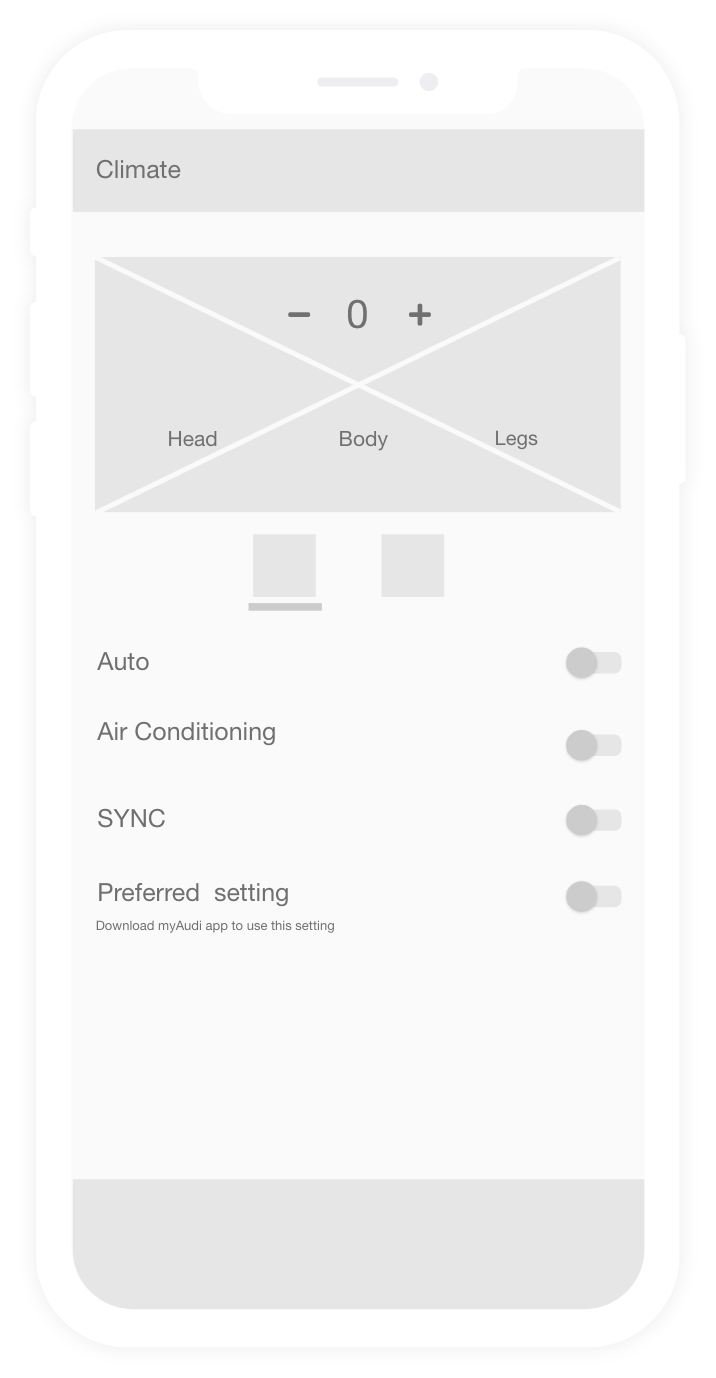 Climate
− 0 +
Head Body Legs
Auto
Air Conditioning
SYNC
Preferred setting
Download myAudi app to use this setting